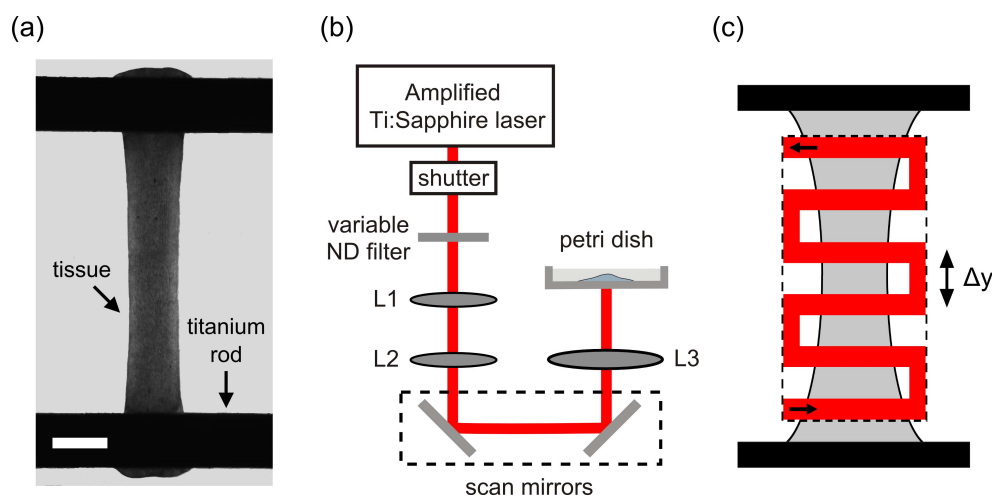 (a)
tissue
titanium
rod
(b)
Amplified
Ti:Sapphire laser
shutter
variable
ND filter
L1
L2
petri dish
L3
scan mirrors
(c)
Δy